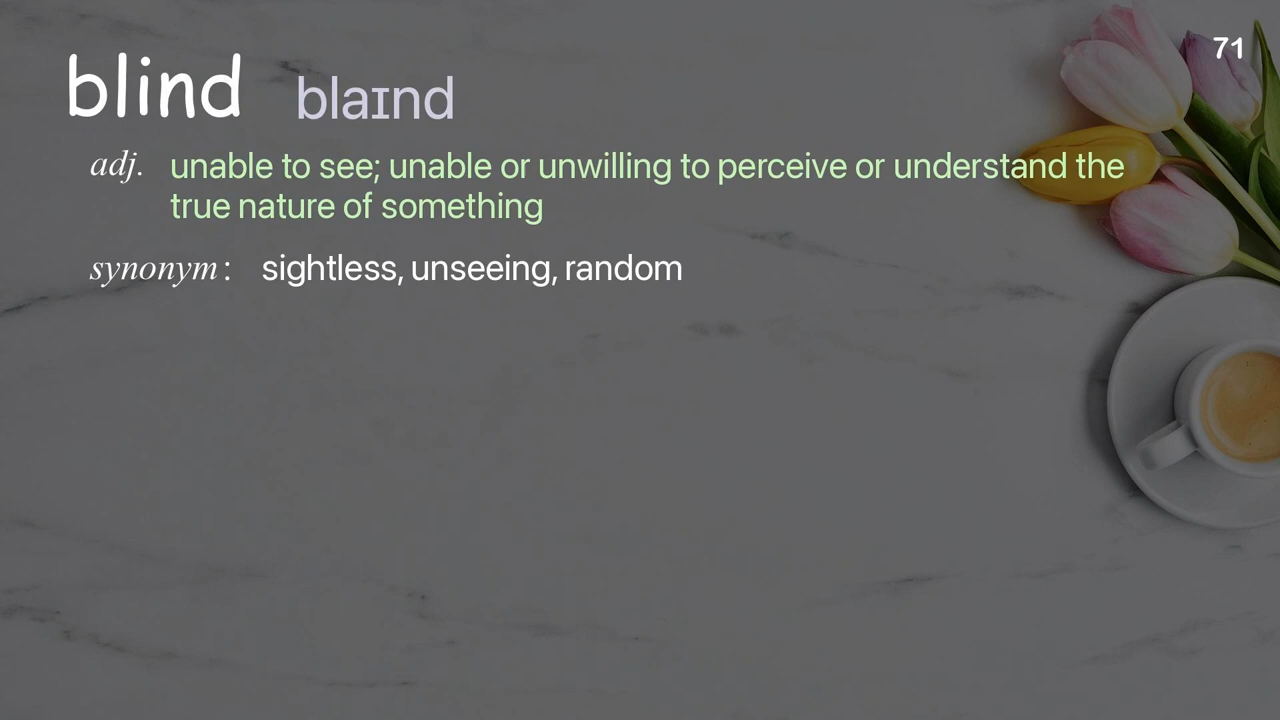 71
blind blaɪnd
adj. unable to see; unable or unwilling to perceive or understand the
true nature of something
synonym: sightless, unseeing, random